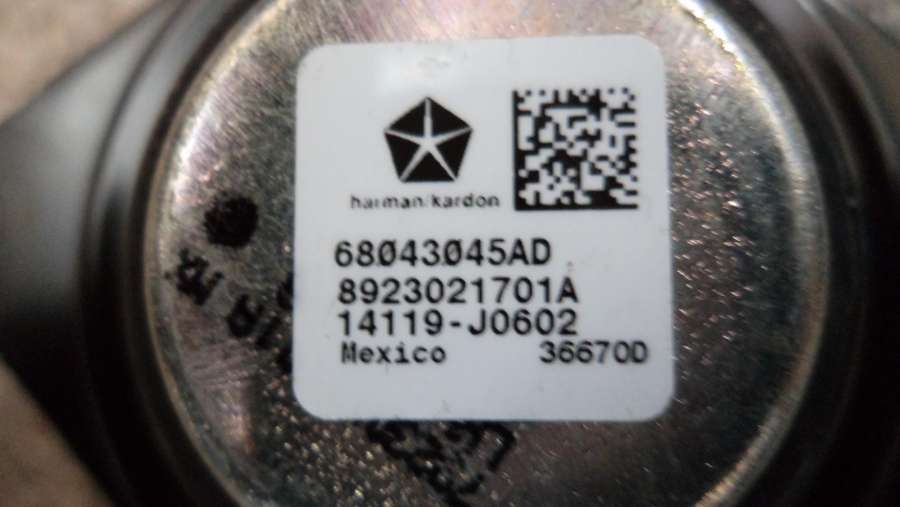 harman/kardon
68043045AD
8923021701A
14119-J0602
Mexico 36670D